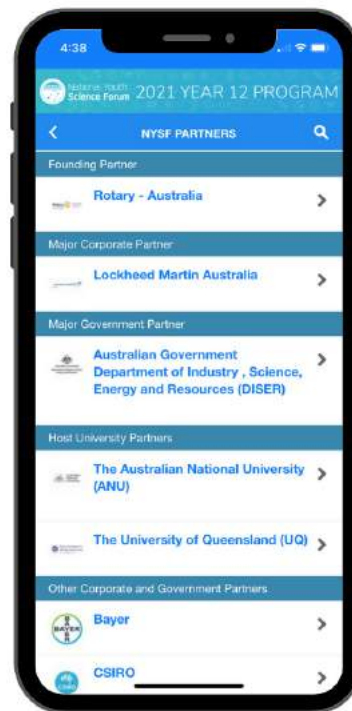 4:38
National Youth
Science Forum 2021 YEAR 12 PROGRAM
NYSF PARTNERS
Founding Partner
Rotary - Australia
Major Corporate Partner
Lockheed Martin Australia
Major Government Partner
Australian Government
Department of Industry , Science,
Energy and Resources (DISER)
Host University Partners
The Australian National University
(ANU)
The University of Queensland (UQ)
Other Corporate and Government Partners
Bayer
BAYER
CSIRO
CSIRO